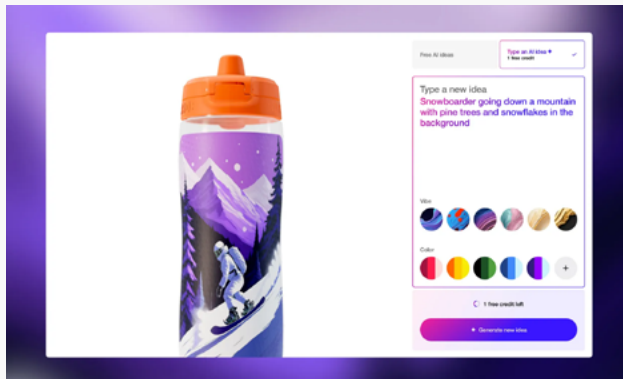 Free AI ideas
Type an AI idea
1 free credit
Type a new idea
Snowboarder going down a mountain
with pine trees and snowflakes in the
background
Vibe
Color
+
1 free credit left
Generate new idea